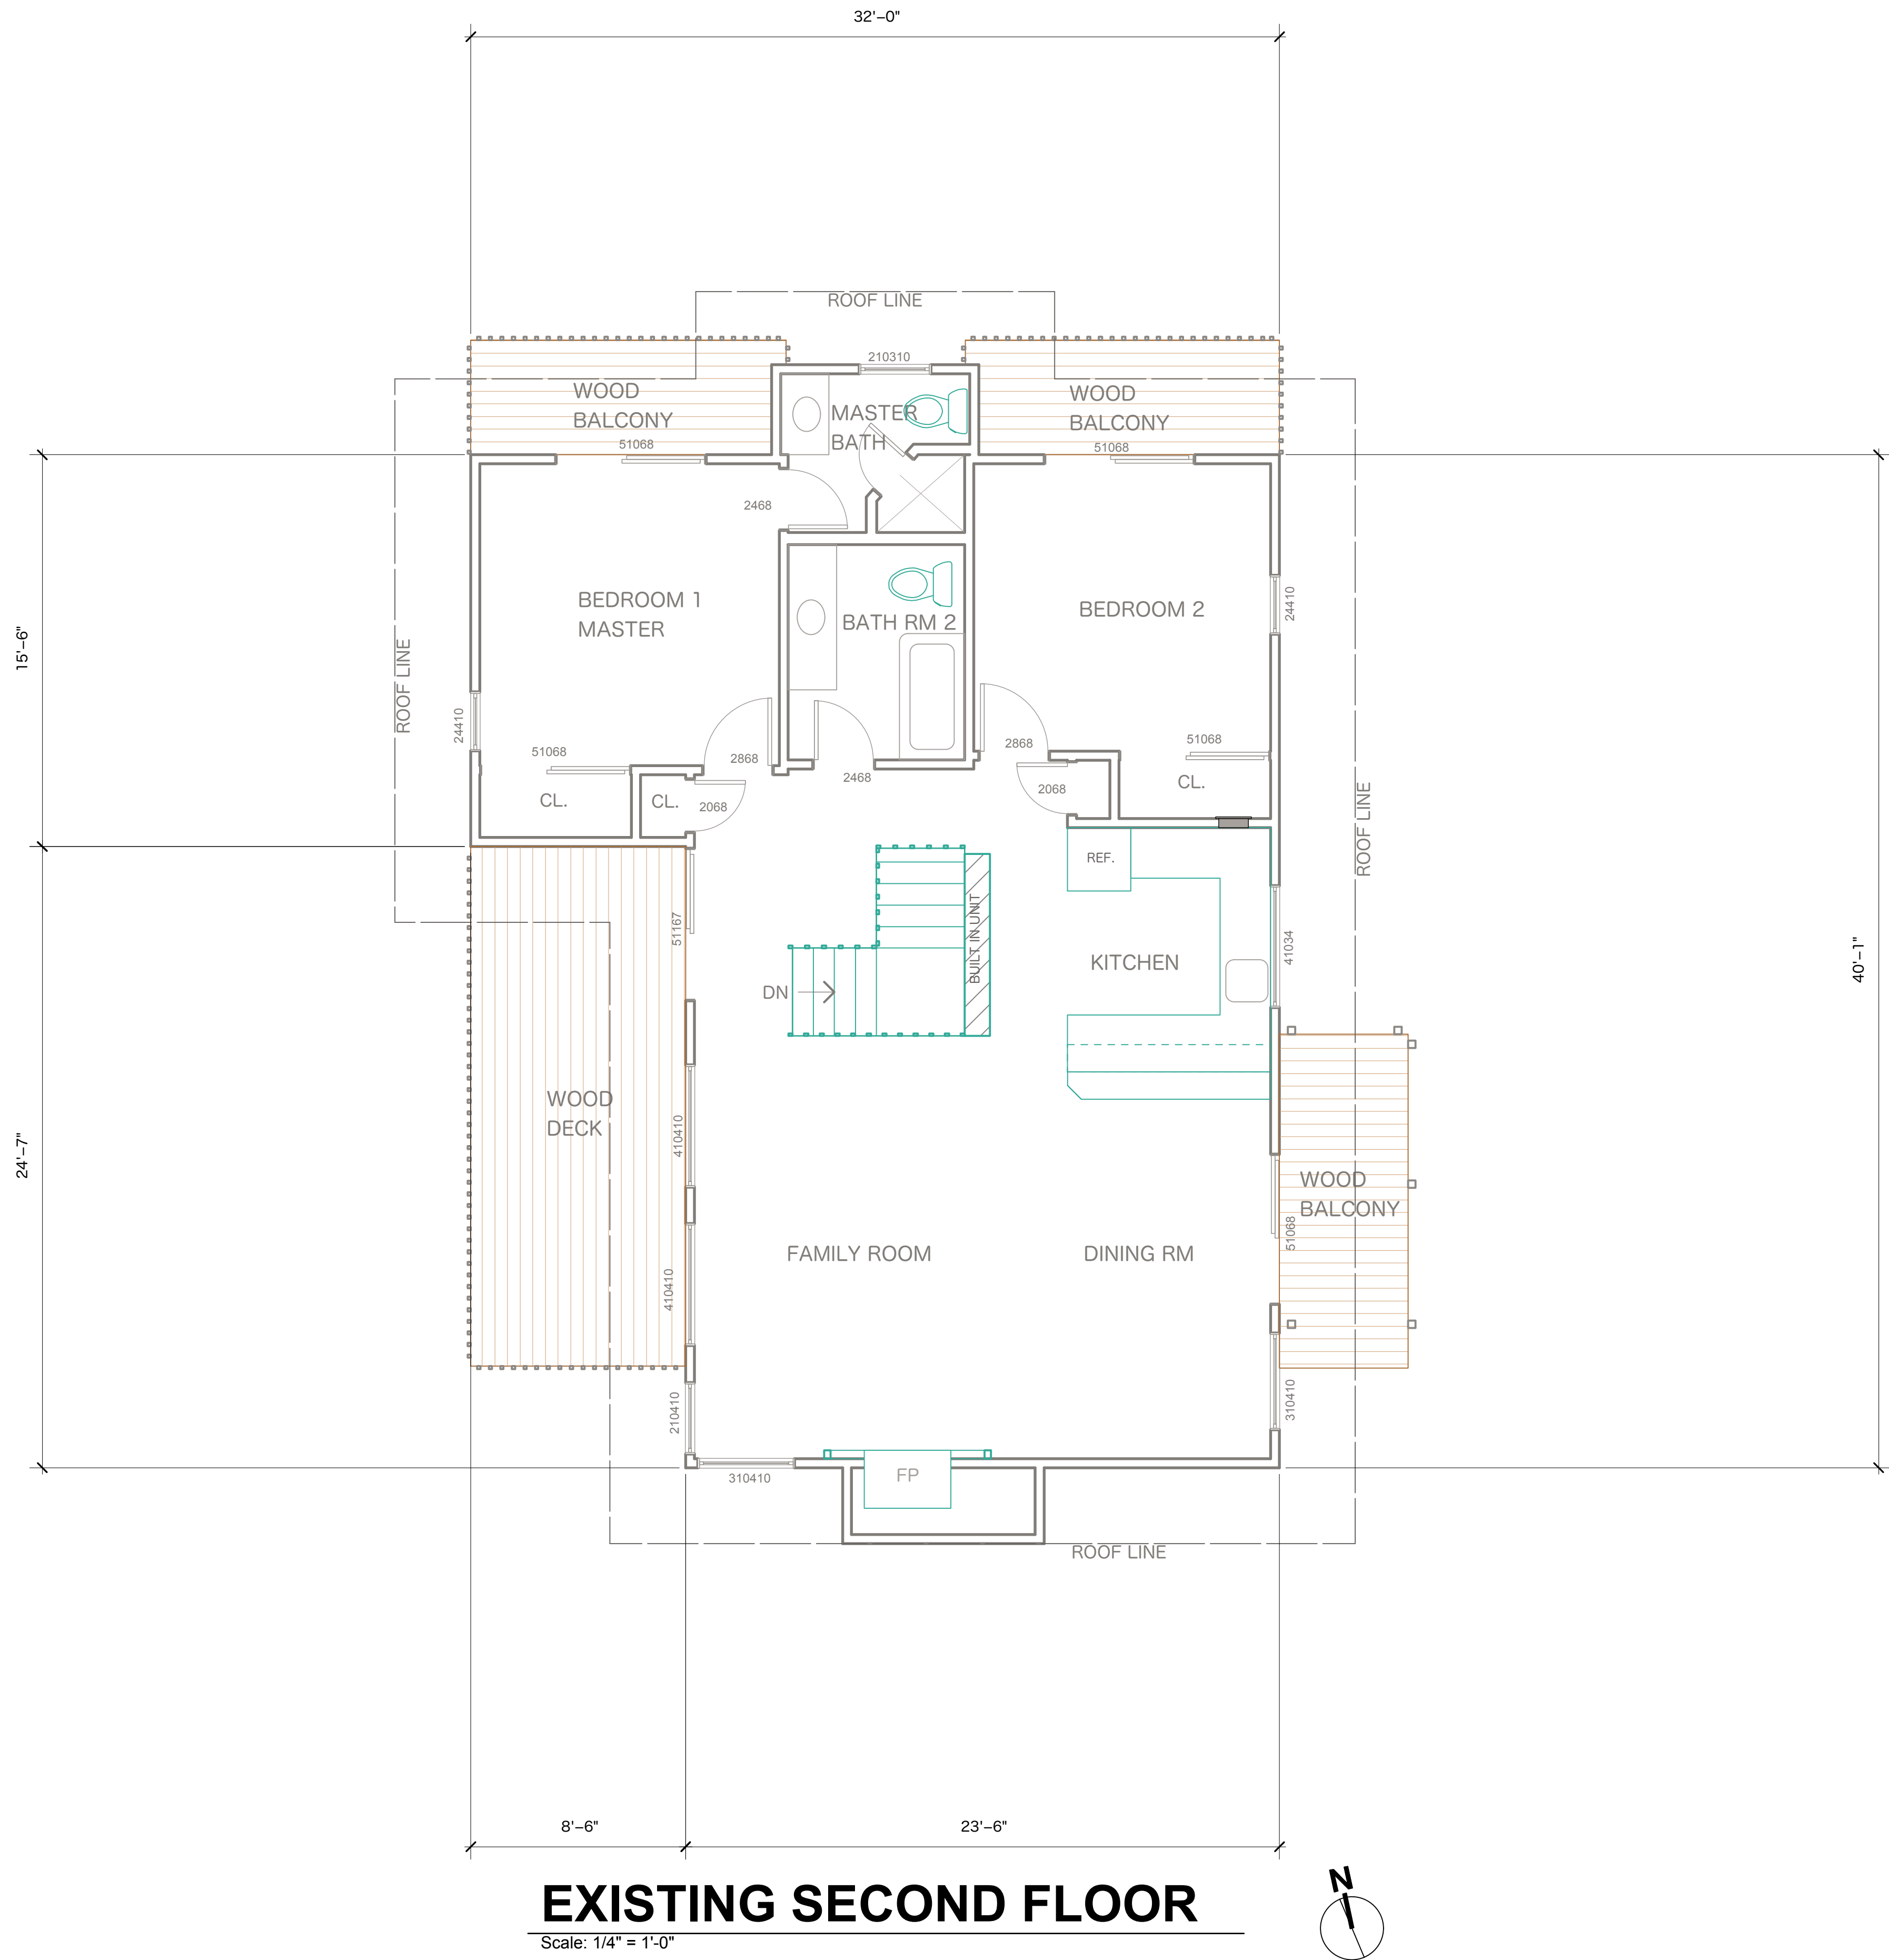 32'–0"
ROOF LINE
210310
WOOD
BALCONY
51068
MASTER
BATH
WOOD
BALCONY
51068
2468
BEDROOM 1
MASTER
BATH RM 2
BEDROOM 2
24410
15'–6"
ROOF LINE
24410
51068
2868
2468
2868
51068
CL.
CL.
2068
2068
CL.
ROOF LINE
REF.
51167
BUILT IN UNIT
KITCHEN
41034
40'–1"
DN
WOOD
DECK
410410
24'–7"
WOOD
BALCONY
51068
FAMILY ROOM
DINING RM
410410
210410
310410
310410
FP
ROOF LINE
8'–6"
23'–6"
EXISTING SECOND FLOOR
Scale: 1/4" = 1'-0"
N